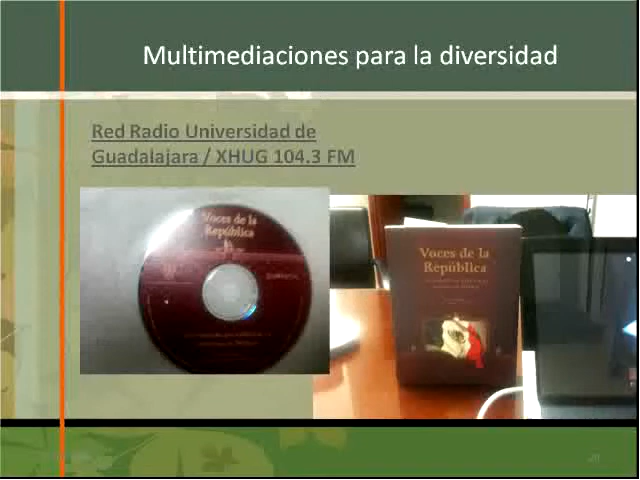 Multimediaciones para la diversidad
Red Radio Universidad de
Guadalajara / XHUG 104.3 FM
Voces de la
República
Voces de la
República